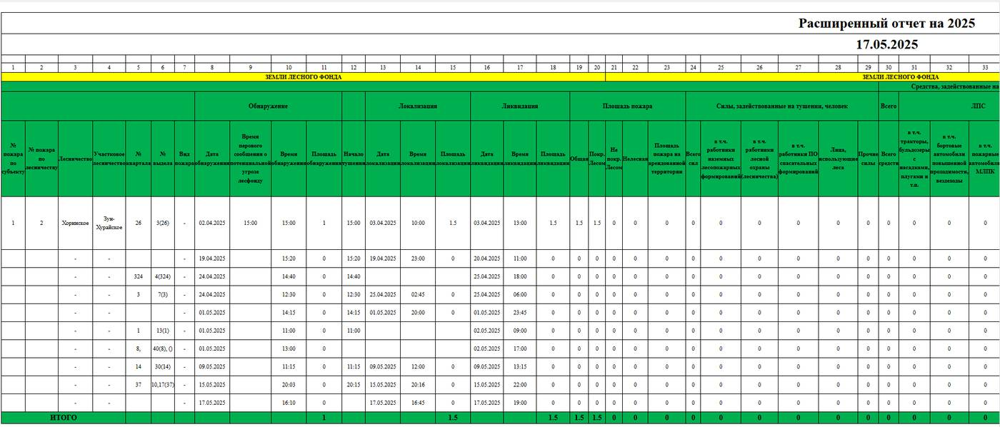 Расширенный отчет на 2025
17.05.2025
1 2 3 4 5 6 7 8 9 10 11 12 13 14 15 16 17 18 19 20 21 22 23 24 25 26 27 28 29 30 31 32 33
ЗЕМЛИ ЛЕСНОГО ФОНДА ЗЕМЛИ ЛЕСНОГО ФОНДА
Средства, задействованные на
Обнаружение Локализация Ликвидация Площадь пожара Силы, задействованные на тушении, человек Всего ЛПС
№ пожара по субъекту
№ пожара по лесничеству
Лесничество
Участковое лесничество
№ квартала
№ выдела
Вид пожара
Дата обнаружения
Время перового сообшения о потенциальной угрозе лесфонду
Время обнаружения
Площадь обнаружения
Начало тушения
Дата локализации
Время локализации
Площадь локализации
Дата ликвидации
Время ликвидации
Площадь ликвидации
Общая
Покр. Лесом
Не покр. Лесом
Нелесная
Площадь пожара на арендованной территории
Всего сил
в т.ч. работники наземных лесопожарных формирований
в т.ч. работники лесной охраны (лесничества)
в т.ч. работники ПО спасательных формирований
Лица, использующие леса
Прочие силы
Всего средств
в т.ч. тракторы, бульдозеры с насадками, плугами и т.п.
в т.ч. бортовые автомобили повышенной проходимости, вездеходы
в т.ч. пожарные автомобили МЛПК
1 2 Хоринское Зун-Хурайское 26 3(26) - 02.04.2025 15:00 15:00 1 15:00 03.04.2025 10:00 1.5 03.04.2025 13:00 1.5 1.5 1.5 0 0 0 0 0 0 0 0 0 0 0 0 0
- - - 19.04.2025 15:20 0 15:20 19.04.2025 23:00 0 20.04.2025 11:00 0 0 0 0 0 0 0 0 0 0 0 0 0 0 0 0
- - 324 4(324) - 24.04.2025 14:40 0 14:40 25.04.2025 18:00 0 0 0 0 0 0 0 0 0 0 0 0 0 0 0 0
- - 3 7(3) - 24.04.2025 12:30 0 12:30 25.04.2025 02:45 0 25.04.2025 06:00 0 0 0 0 0 0 0 0 0 0 0 0 0 0 0 0
- - - 01.05.2025 14:15 0 14:15 01.05.2025 20:00 0 01.05.2025 23:45 0 0 0 0 0 0 0 0 0 0 0 0 0 0 0 0
- - 1 13(1) - 01.05.2025 11:00 0 11:00 02.05.2025 09:00 0 0 0 0 0 0 0 0 0 0 0 0 0 0 0 0
- - 8, 40(8), () - 01.05.2025 13:00 0 02.05.2025 17:00 0 0 0 0 0 0 0 0 0 0 0 0 0 0 0 0
- - 14 30(14) - 09.05.2025 11:15 0 11:15 09.05.2025 12:00 0 09.05.2025 13:15 0 0 0 0 0 0 0 0 0 0 0 0 0 0 0 0
- - 37 10,17(37) - 15.05.2025 20:03 0 20:15 15.05.2025 20:16 0 15.05.2025 22:00 0 0 0 0 0 0 0 0 0 0 0 0 0 0 0 0
- - - 17.05.2025 16:10 0 17.05.2025 16:45 0 17.05.2025 19:00 0 0 0 0 0 0 0 0 0 0 0 0 0 0 0 0
ИТОГО 1 1.5 1.5 1.5 1.5 0 0 0 0 0 0 0 0 0 0 0 0 0